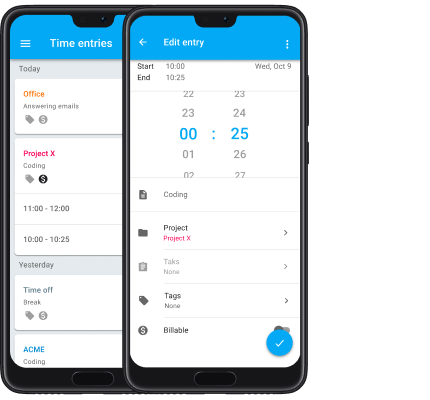 Time entries
Today
Office
Answering emails
Project X
Coding
11:00 - 12:00
10:00 - 10:25
Yesterday
Time off
Break
ACME
Coding
Edit entry
Start 10:00 Wed, Oct 9
End 10:25
22 23
23 24
00 : 25
01 26
02 27
Coding
Project
Project X
Taks
None
Tags
None
Billable